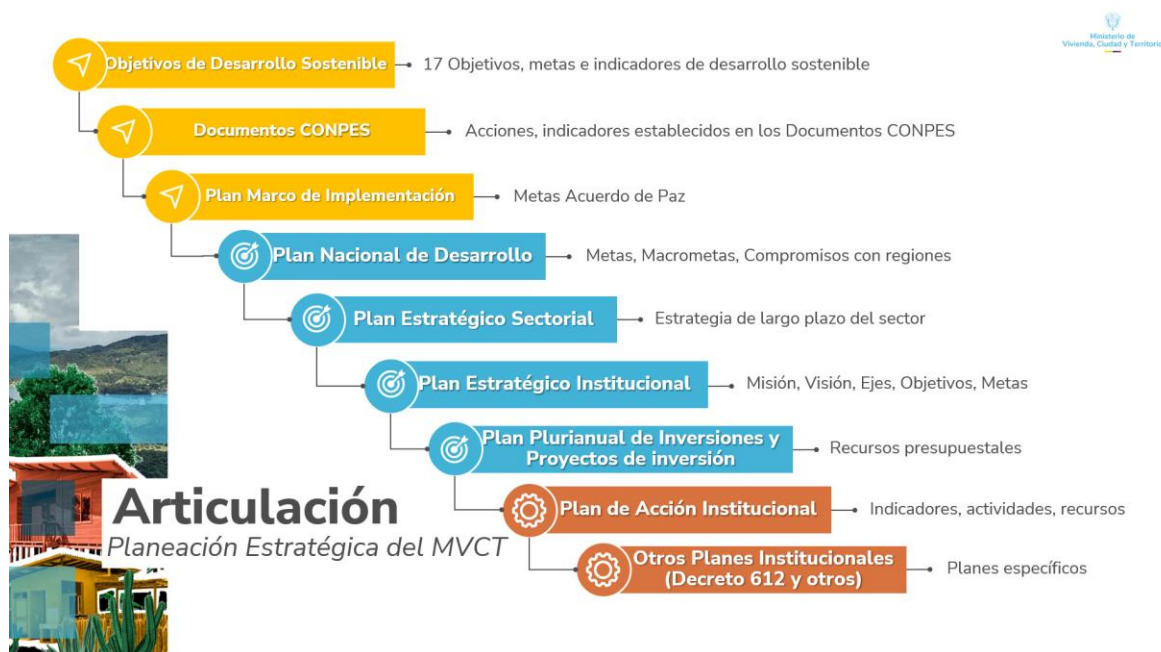 Ministerio de
Vivienda, Ciudad y Territorio
Objetivos de Desarrollo Sostenible
17 Objetivos, metas e indicadores de desarrollo sostenible
Documentos CONPES
Acciones, indicadores establecidos en los Documentos CONPES
Plan Marco de Implementación
Metas Acuerdo de Paz
Plan Nacional de Desarrollo
Metas, Macrometas, Compromisos con regiones
Plan Estratégico Sectorial
Estrategia de largo plazo del sector
Plan Estratégico Institucional
Misión, Visión, Ejes, Objetivos, Metas
Plan Plurianual de Inversiones y
Proyectos de inversión
Recursos presupuestales
Plan de Acción Institucional
Indicadores, actividades, recursos
Otros Planes Institucionales
(Decreto 612 y otros)
Planes específicos
Articulación
Planeación Estratégica del MVCT